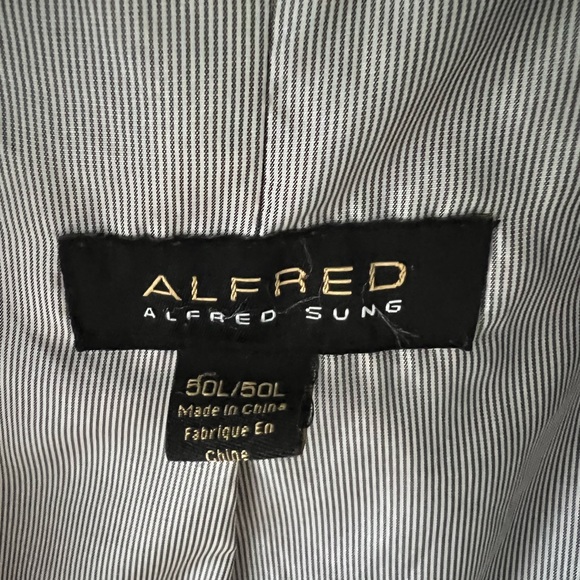 ALFRED
ALFRED SUNG
50L/50L
Made in China
Fabrique En
Chine